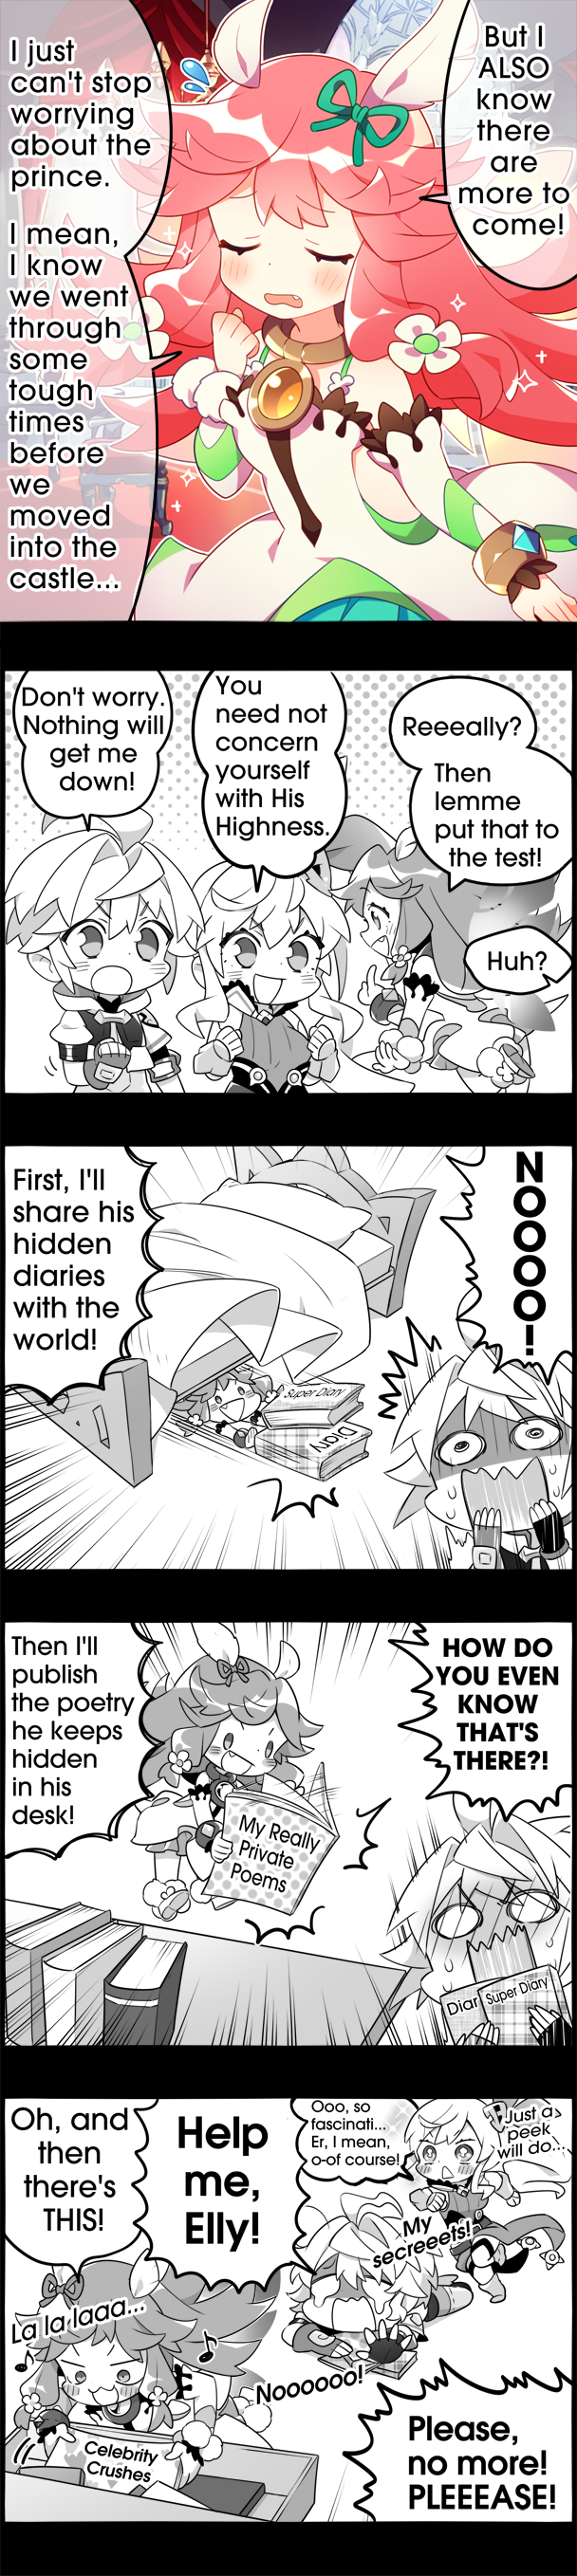 I just
can't stop
worrying
about the
prince.
I mean,
I know
we went
through
some
tough
times
before
we
moved
into the
castle...
But I
ALSO
know
there
are
more to
come!
Don't worry.
Nothing will
get me
down!
You
need not
concern
yourself
with His
Highness.
Reeeally?
Then
lemme
put that to
the test!
Huh?
First, I'll
share his
hidden
diaries
with the
world!
Super Diary
Diary
NOOOO!
Then I'll
publish
the poetry
he keeps
hidden
in his
desk!
My Really
Private
Poems
HOW DO
YOU EVEN
KNOW
THAT'S
THERE?!
Diar
Super Diary
Oh, and
then
there's
THIS!
Help
me,
Elly!
Ooo, so
fascinati...
Er, I mean,
o-of course!
Just a
peek
will do...
My
secreeets!
La la laaa...
Noooooo!
Celebrity
Crushes
Please,
no more!
PLEEEASE!